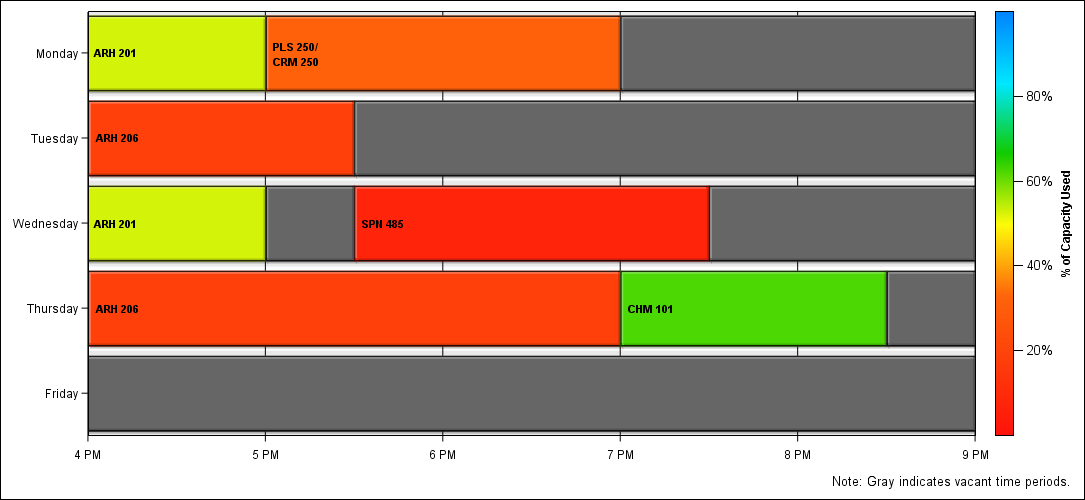 Monday
ARH 201
PLS 250/
CRM 250
Tuesday
ARH 206
Wednesday
ARH 201
SPN 485
Thursday
ARH 206
CHM 101
Friday
4 PM
5 PM
6 PM
7 PM
8 PM
9 PM
80%
60%
40%
20%
% of Capacity Used
Note: Gray indicates vacant time periods.